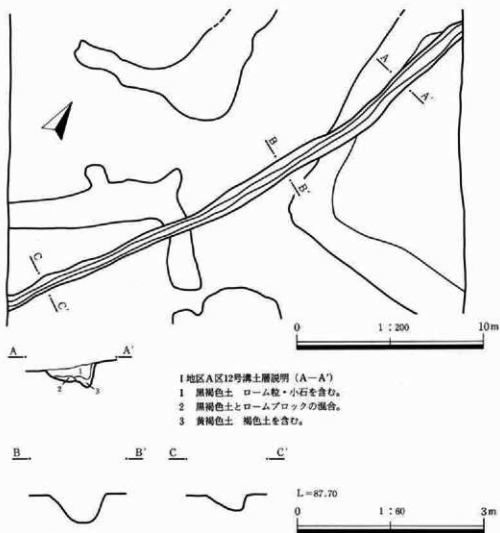 A
A'
B
B'
C
C'
0 1:200 10m
A A'
1
2 3
I地区A区12号溝土層説明(A―A')
1 黒褐色土 ローム粒・小石を含む。
2 黒褐色土とロームブロックの混合。
3 黄褐色土 褐色土を含む。
B B' C C'
L=87.70
0 1:60 3m